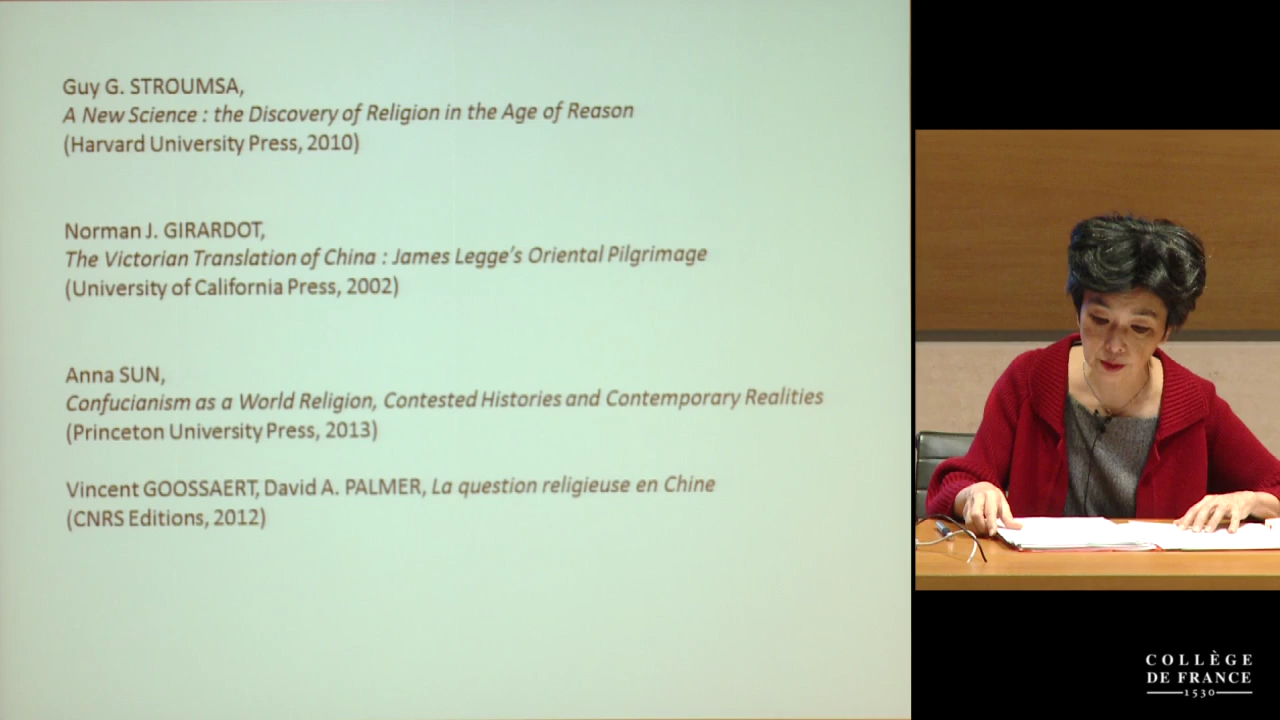 Guy G. STROUMSA,
A New Science : the Discovery of Religion in the Age of Reason
(Harvard University Press, 2010)
Norman J. GIRARDOT,
The Victorian Translation of China : James Legge's Oriental Pilgrimage
(University of California Press, 2002)
Anna SUN,
Confucianism as a World Religion, Contested Histories and Contemporary Realities
(Princeton University Press, 2013)
Vincent GOOSSAERT, David A. PALMER, La question religieuse en Chine
(CNRS Editions, 2012)
COLLÈGE
DE FRANCE
1530